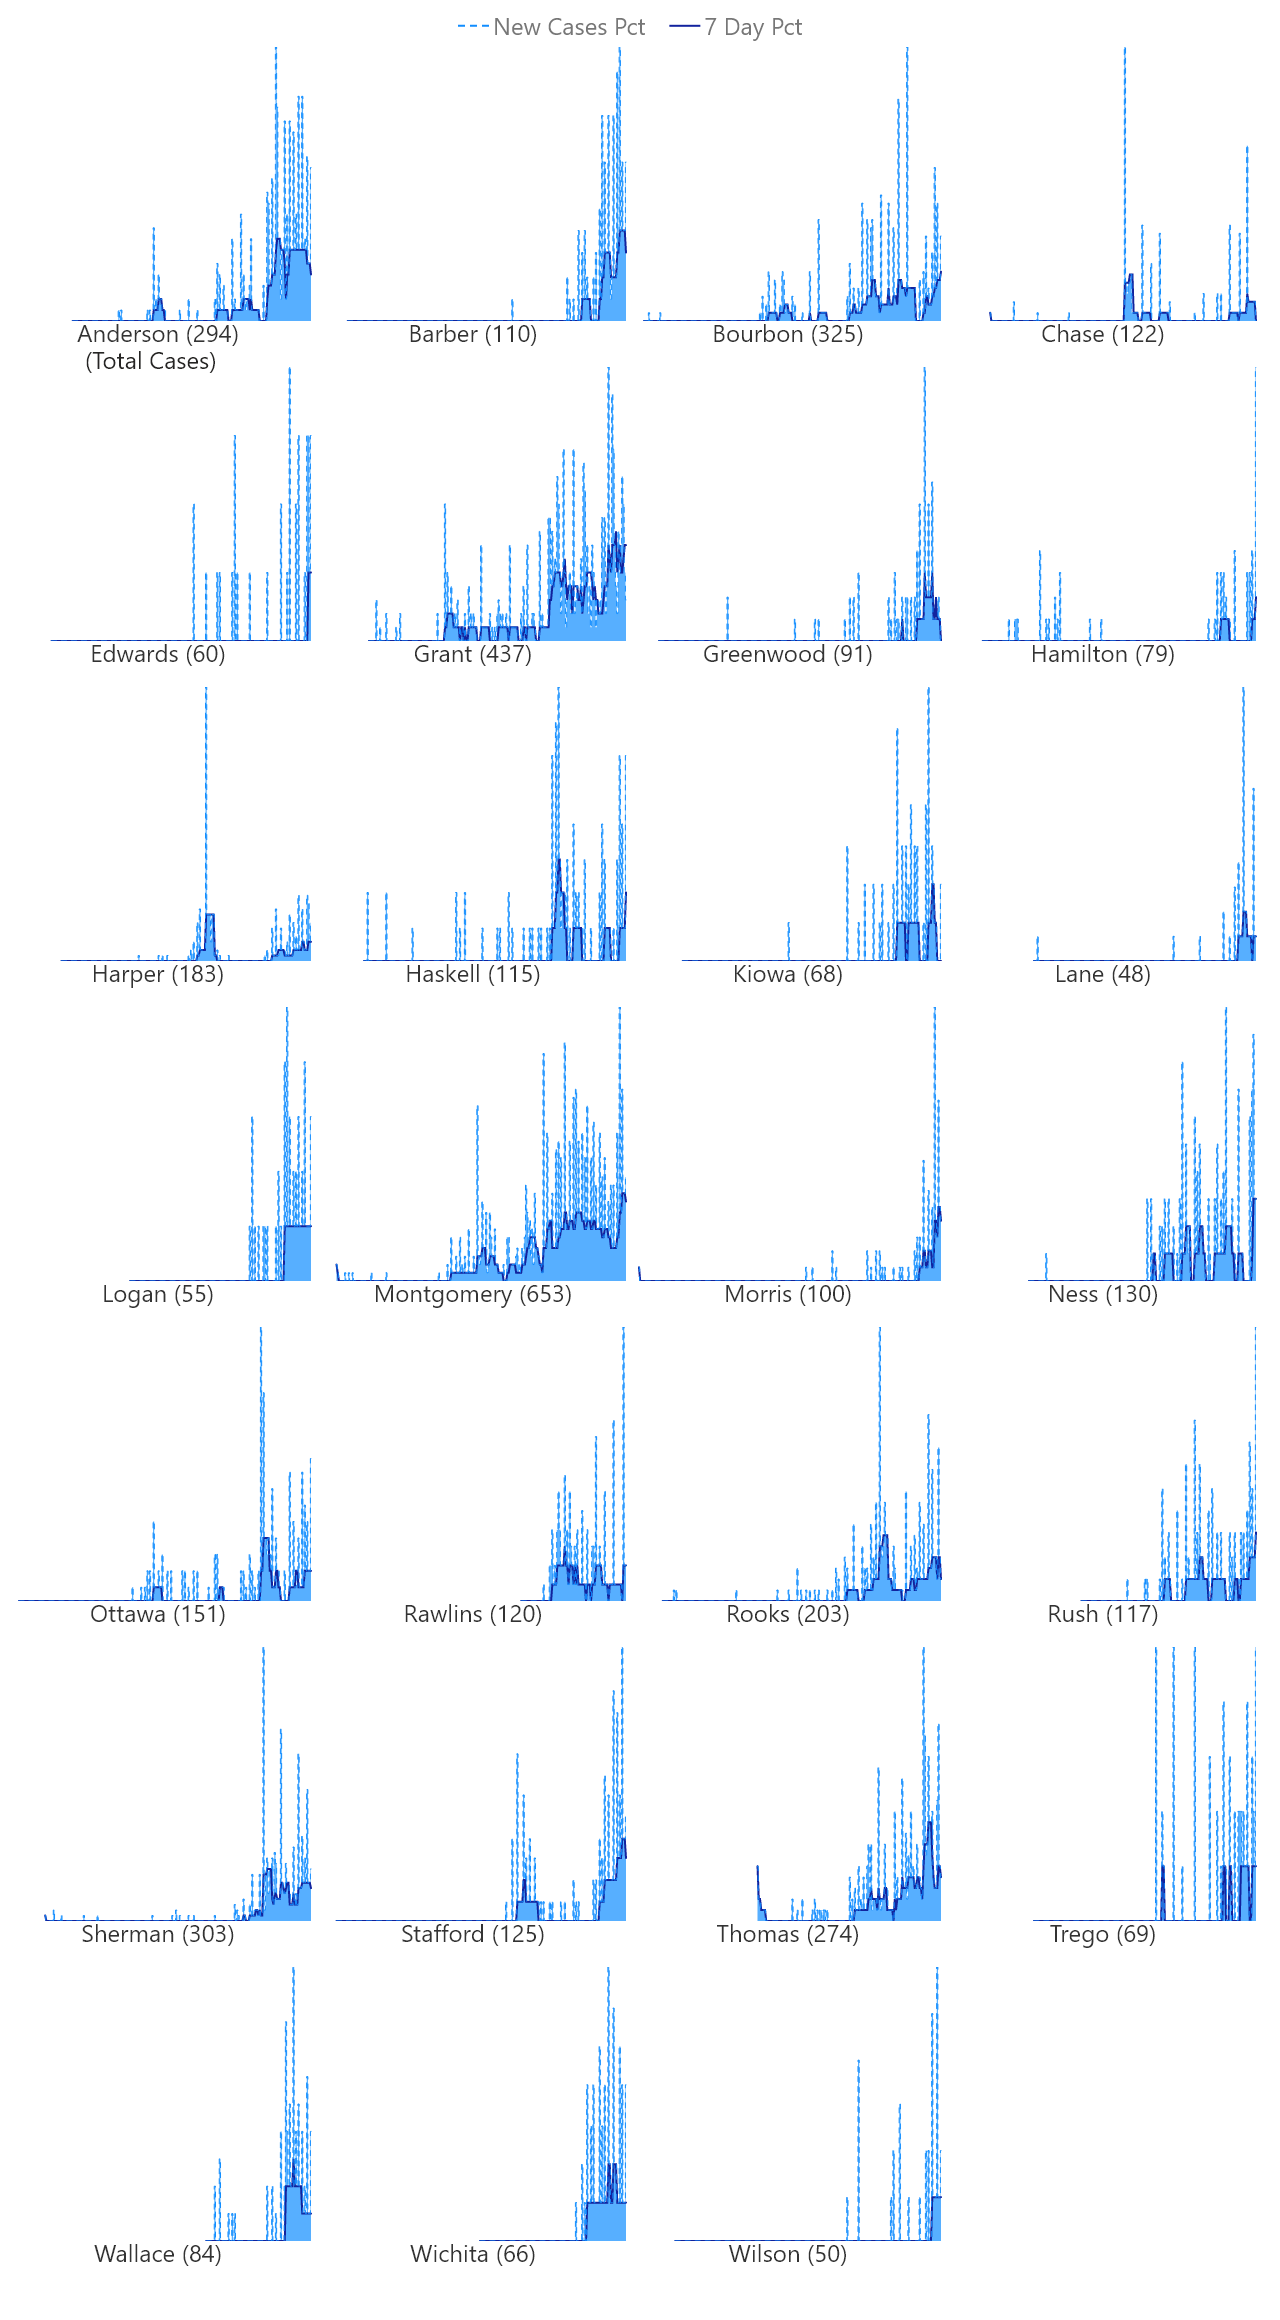 New Cases Pct 7 Day Pct
Anderson (294) Barber (110) Bourbon (325) Chase (122)
(Total Cases)
Edwards (60) Grant (437) Greenwood (91) Hamilton (79)
Harper (183) Haskell (115) Kiowa (68) Lane (48)
Logan (55) Montgomery (653) Morris (100) Ness (130)
Ottawa (151) Rawlins (120) Rooks (203) Rush (117)
Sherman (303) Stafford (125) Thomas (274) Trego (69)
Wallace (84) Wichita (66) Wilson (50)